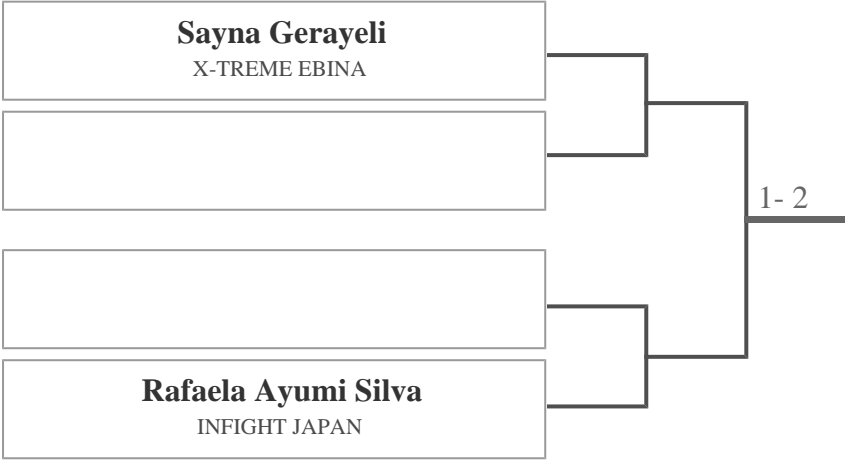 Sayna Gerayeli
X-TREME EBINA
1- 2
Rafaela Ayumi Silva
INFIGHT JAPAN